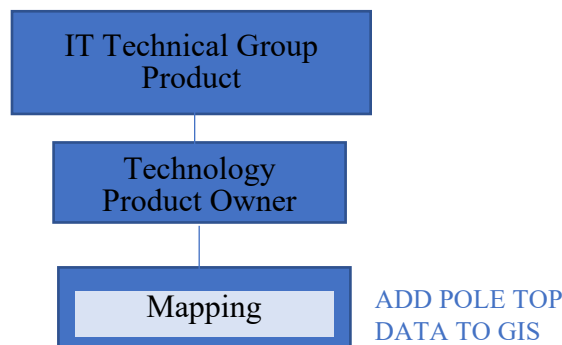 IT Technical Group
Product
Technology
Product Owner
Mapping
ADD POLE TOP
DATA TO GIS